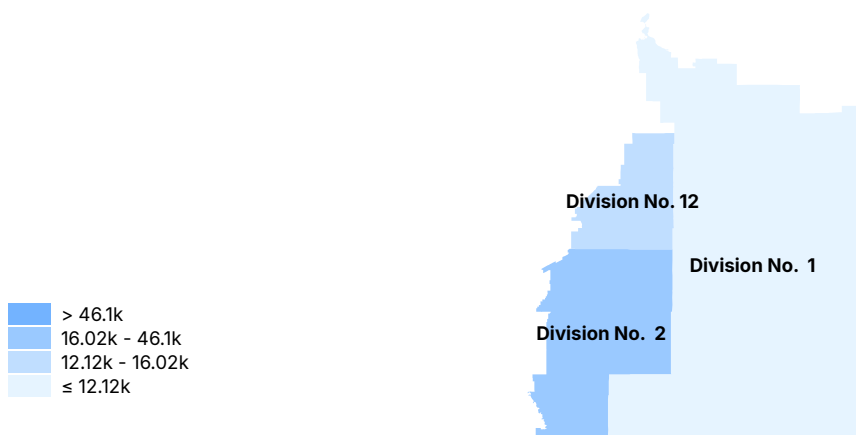 Division No. 12
Division No.  1
Division No.  2
> 46.1k
16.02k - 46.1k
12.12k - 16.02k
≤ 12.12k